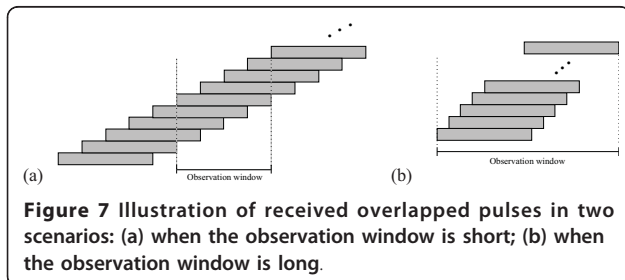 (a)
Observation window
(b)
Observation window
Figure 7 Illustration of received overlapped pulses in two
scenarios: (a) when the observation window is short; (b) when
the observation window is long.